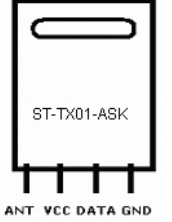 ST-TX01-ASK
ANT VCC DATA GND